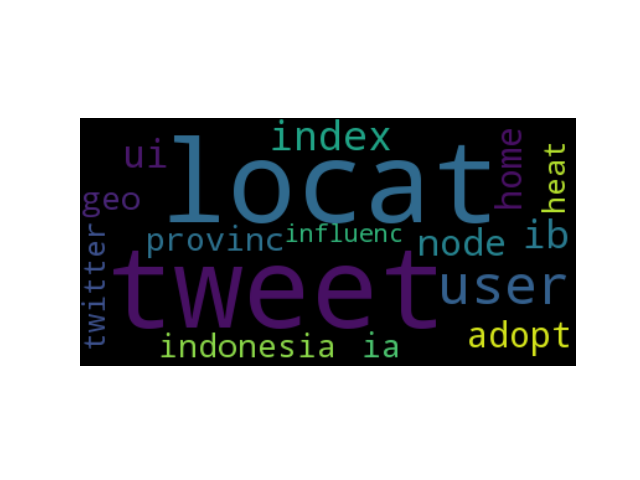 index
home
ui
locat
heat
geo
provinc
influenc
node
ib
twitter
tweet
user
adopt
indonesia
ia